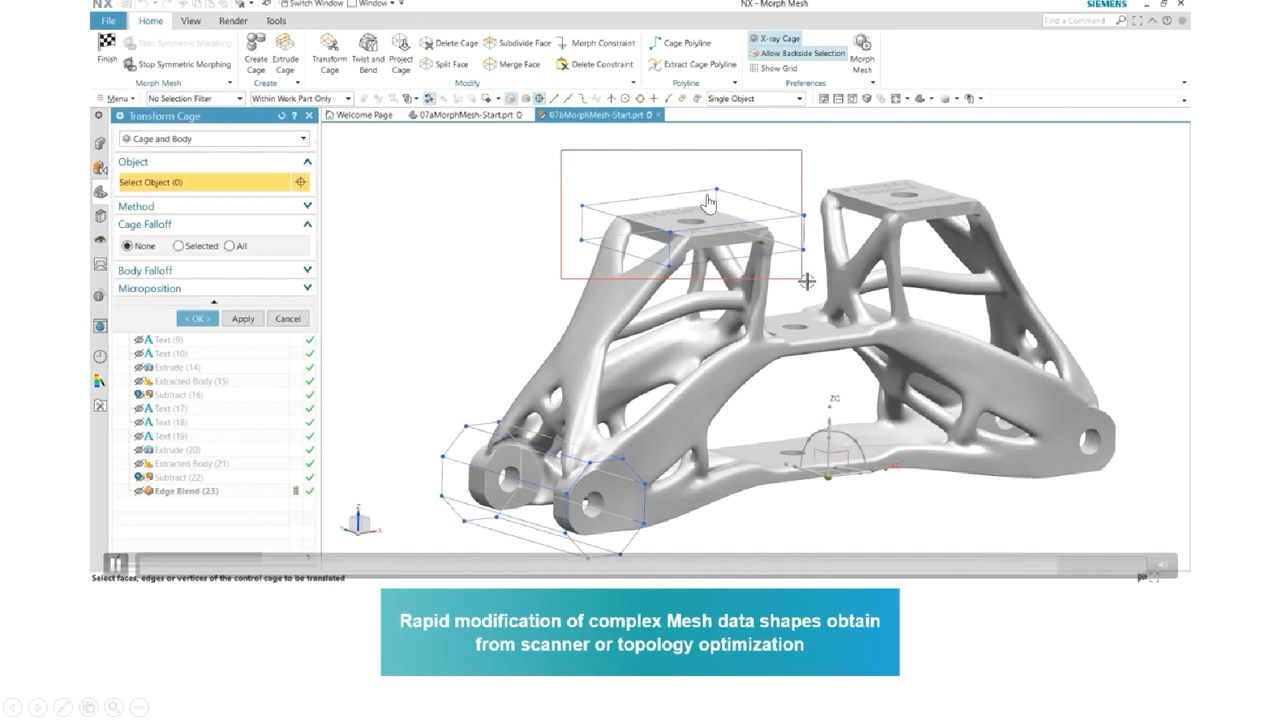 NX
Switch Window
Window
NX - Morph Mesh
SIEMENS
File
Home
View
Render
Tools
Find a Command
Finish
Start Symmetric Morphing
Stop Symmetric Morphing
Morph Mesh
Create Cage
Extrude Cage
Create
Transform Cage
Twist and Bend
Project Cage
Delete Cage
Split Face
Subdivide Face
Merge Face
Morph Constraint
Delete Constraint
Modify
Cage Polyline
Extract Cage Polyline
Polyline
X-ray Cage
Allow Backside Selection
Show Grid
Preferences
Morph Mesh
Menu
No Selection Filter
Within Work Part Only
Single Object
Transform Cage
Welcome Page
07aMorphMesh-Start.prt
07bMorphMesh-Start.prt
Cage and Body
Object
Select Object (0)
Method
Cage Falloff
None
Selected
All
Body Falloff
Microposition
< OK >
Apply
Cancel
Text (9)
Text (10)
Extrude (14)
Extracted Body (15)
Subtract (16)
Text (17)
Text (18)
Text (19)
Extrude (20)
Extracted Body (21)
Subtract (22)
Edge Blend (23)
ZC
XC
Z
X
Select faces, edges or vertices of the control cage to be translated
Rapid modification of complex Mesh data shapes obtain
from scanner or topology optimization